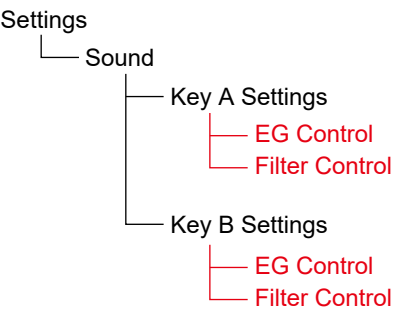 Settings
Sound
Key A Settings
EG Control
Filter Control
Key B Settings
EG Control
Filter Control